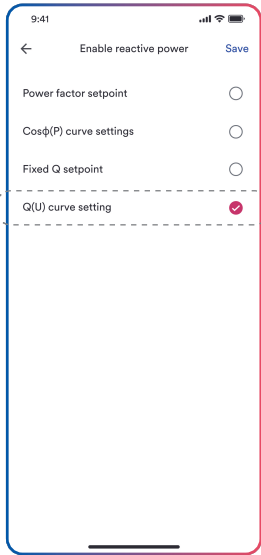 9:41
Enable reactive power Save
Power factor setpoint
Cosϕ(P) curve settings
Fixed Q setpoint
Q(U) curve setting